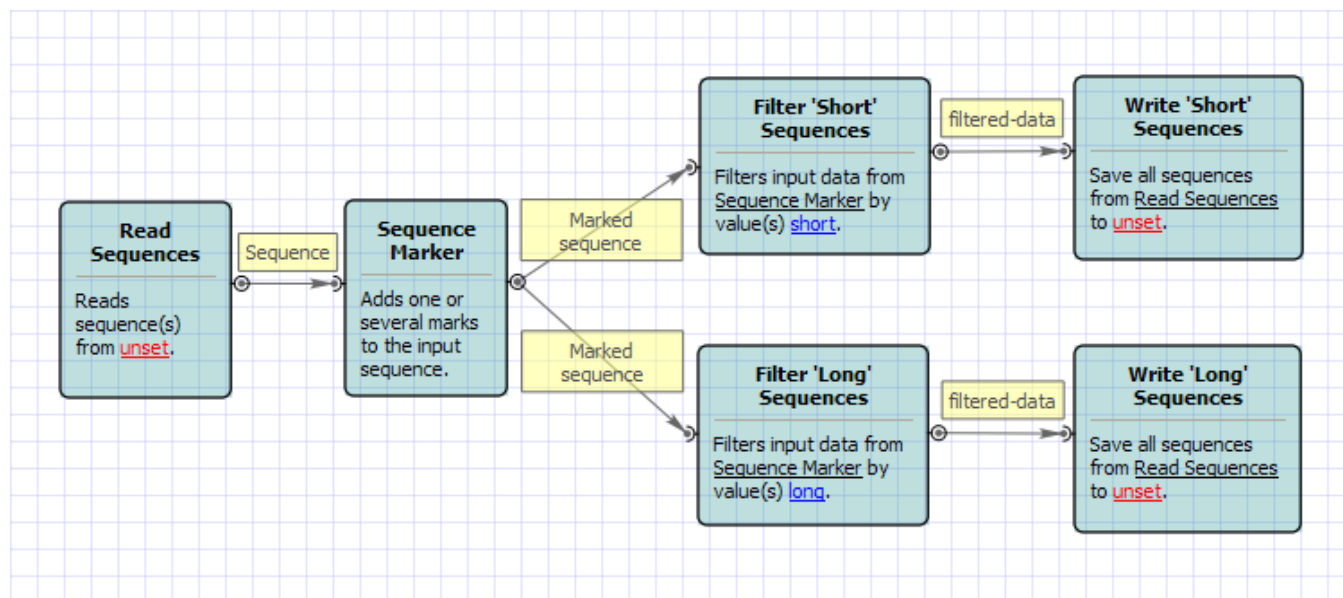 Read
Sequences
Reads
sequence(s)
from unset.
Sequence
Sequence
Marker
Adds one or
several marks
to the input
sequence.
Marked
sequence
Filter 'Short'
Sequences
Filters input data from
Sequence Marker by
value(s) short.
filtered-data
Write 'Short'
Sequences
Save all sequences
from Read Sequences
to unset.
Marked
sequence
Filter 'Long'
Sequences
Filters input data from
Sequence Marker by
value(s) long.
filtered-data
Write 'Long'
Sequences
Save all sequences
from Read Sequences
to unset.